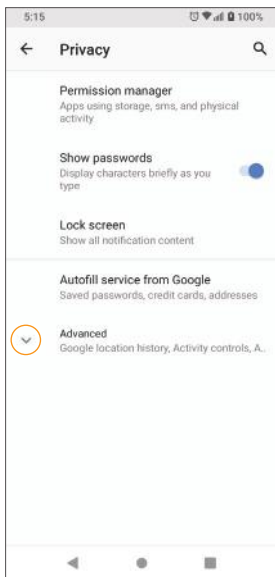 5:15
100%
Privacy
Permission manager
Apps using storage, sms, and physical
activity
Show passwords
Display characters briefly as you
type
Lock screen
Show all notification content
Autofill service from Google
Saved passwords, credit cards, addresses
Advanced
Google location history, Activity controls, A..